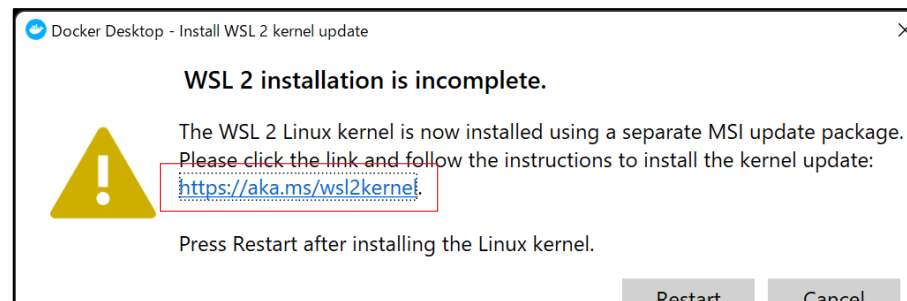 Docker Desktop - Install WSL 2 kernel update
WSL 2 installation is incomplete.
The WSL 2 Linux kernel is now installed using a separate MSI update package.
Please click the link and follow the instructions to install the kernel update:
https://aka.ms/wsl2kernel.
Press Restart after installing the Linux kernel.
Restart Cancel